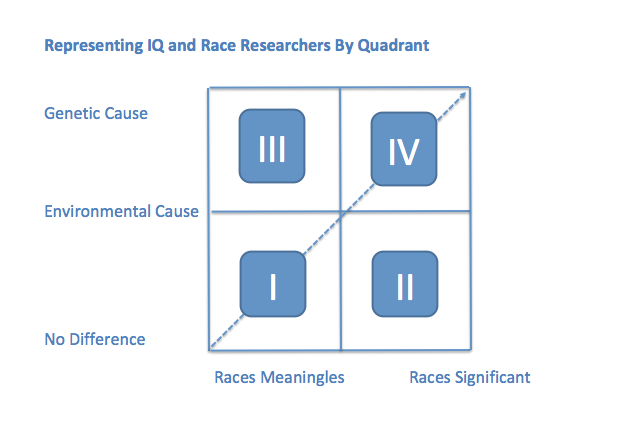 Representing IQ and Race Researchers By Quadrant
Genetic Cause
III
IV
Environmental Cause
I
II
No Difference
Races Meaningles
Races Significant